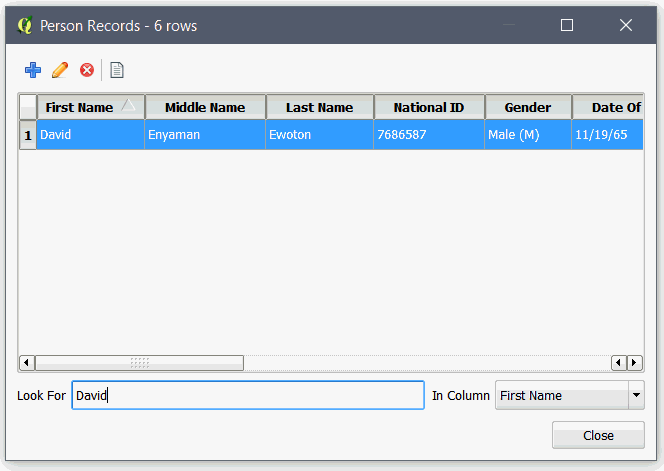 Person Records - 6 rows
First Name Middle Name Last Name National ID Gender Date Of
1 David Enyaman Ewoton 7686587 Male (M) 11/19/65
Look For David In Column First Name
Close